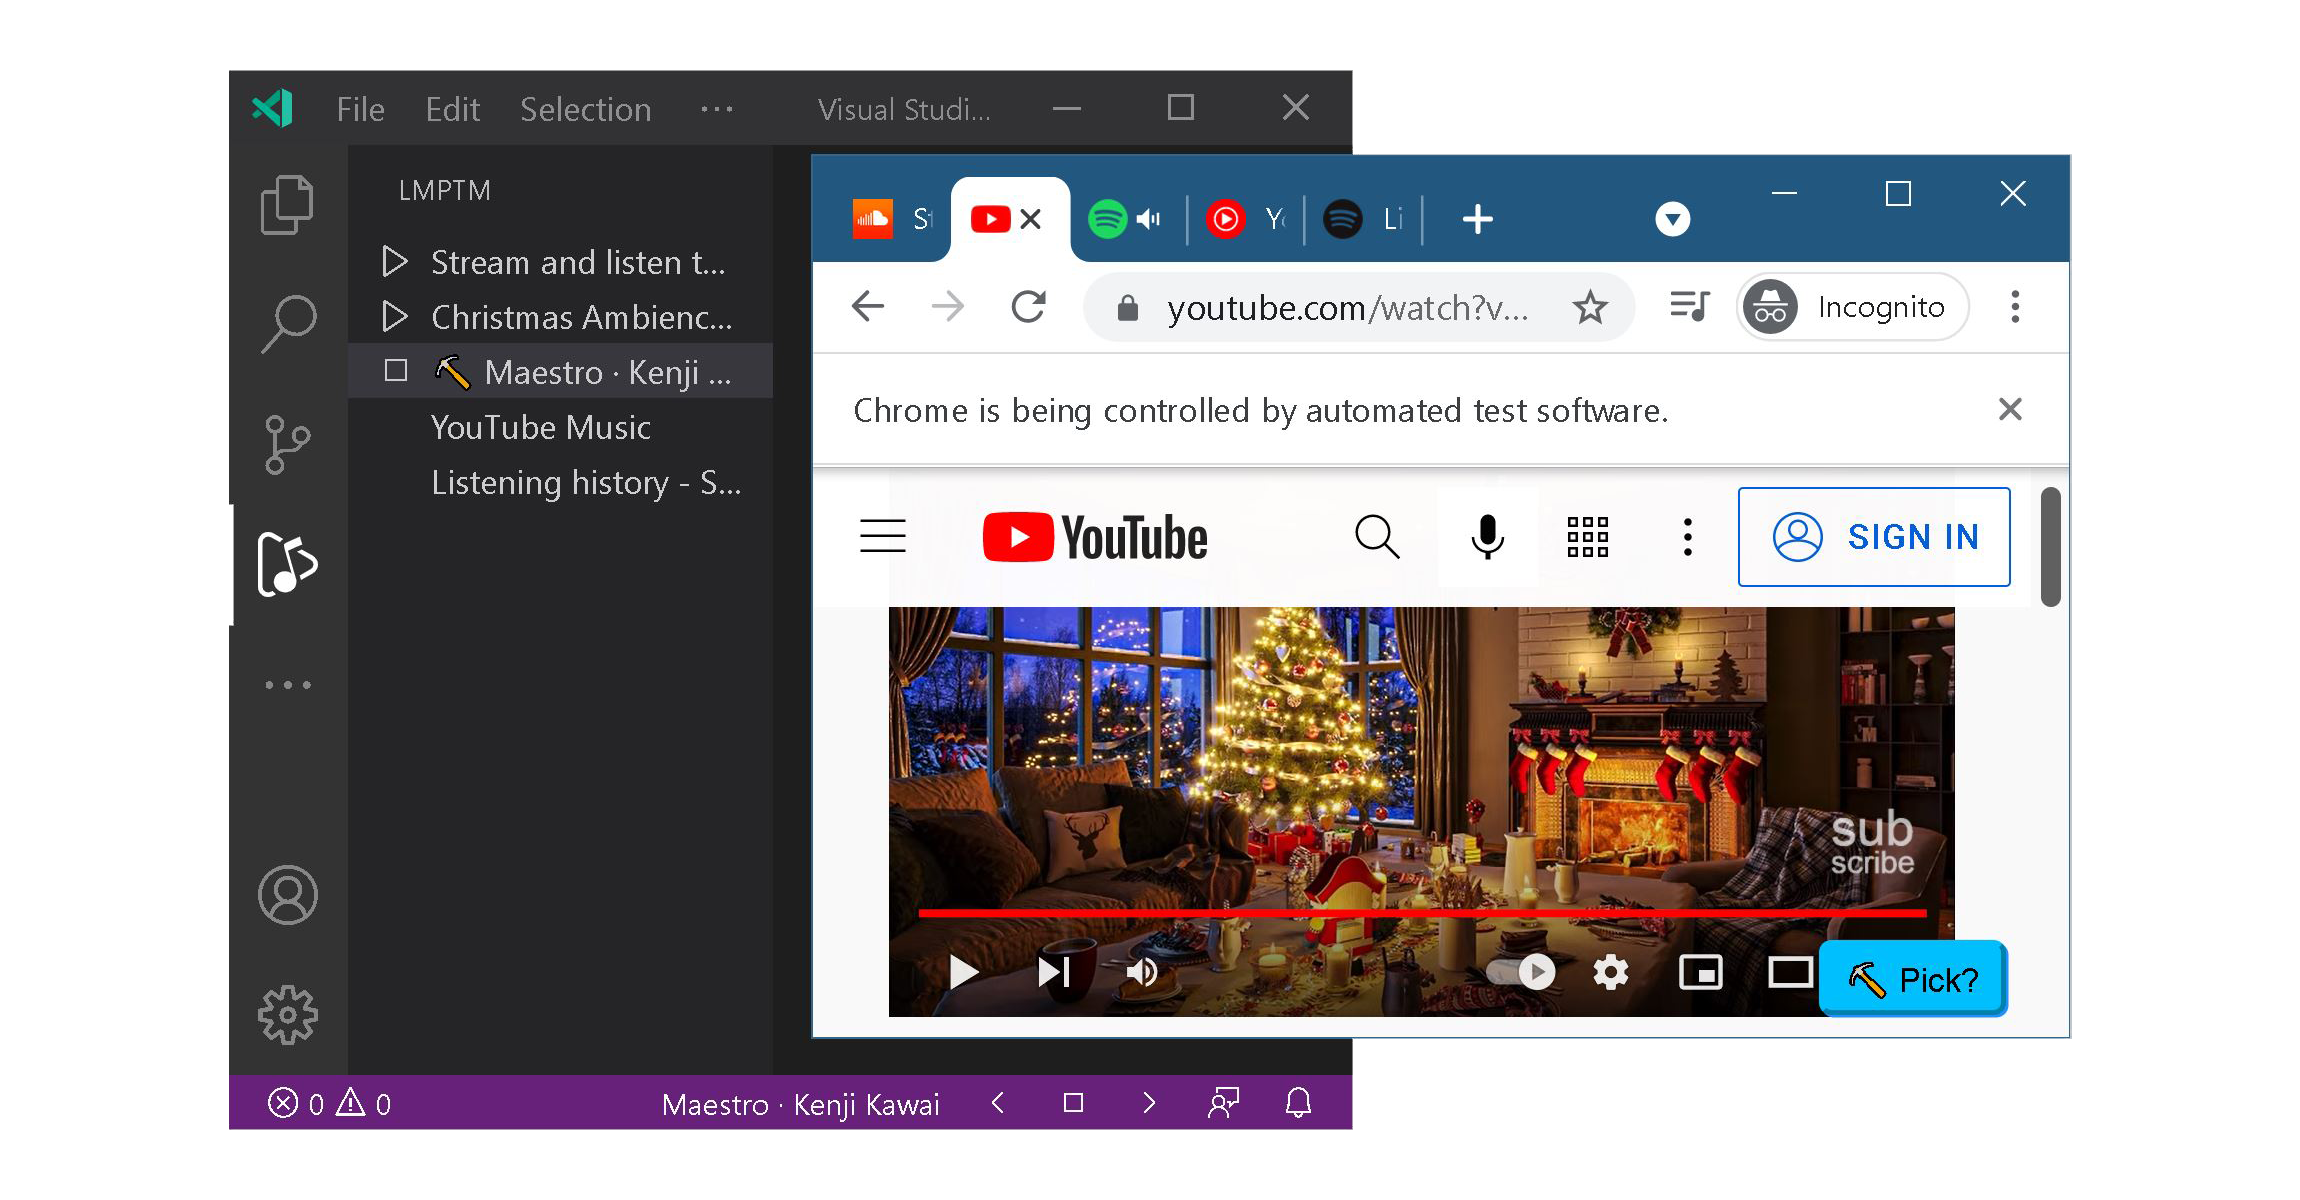 File Edit Selection ··· Visual Studi...
LMPTM
Stream and listen t...
Christmas Ambienc...
Maestro · Kenji ...
YouTube Music
Listening history - S...
0 0
Maestro · Kenji Kawai
Li
youtube.com/watch?v...
Incognito
Chrome is being controlled by automated test software.
YouTube
SIGN IN
sub
scribe
Pick?